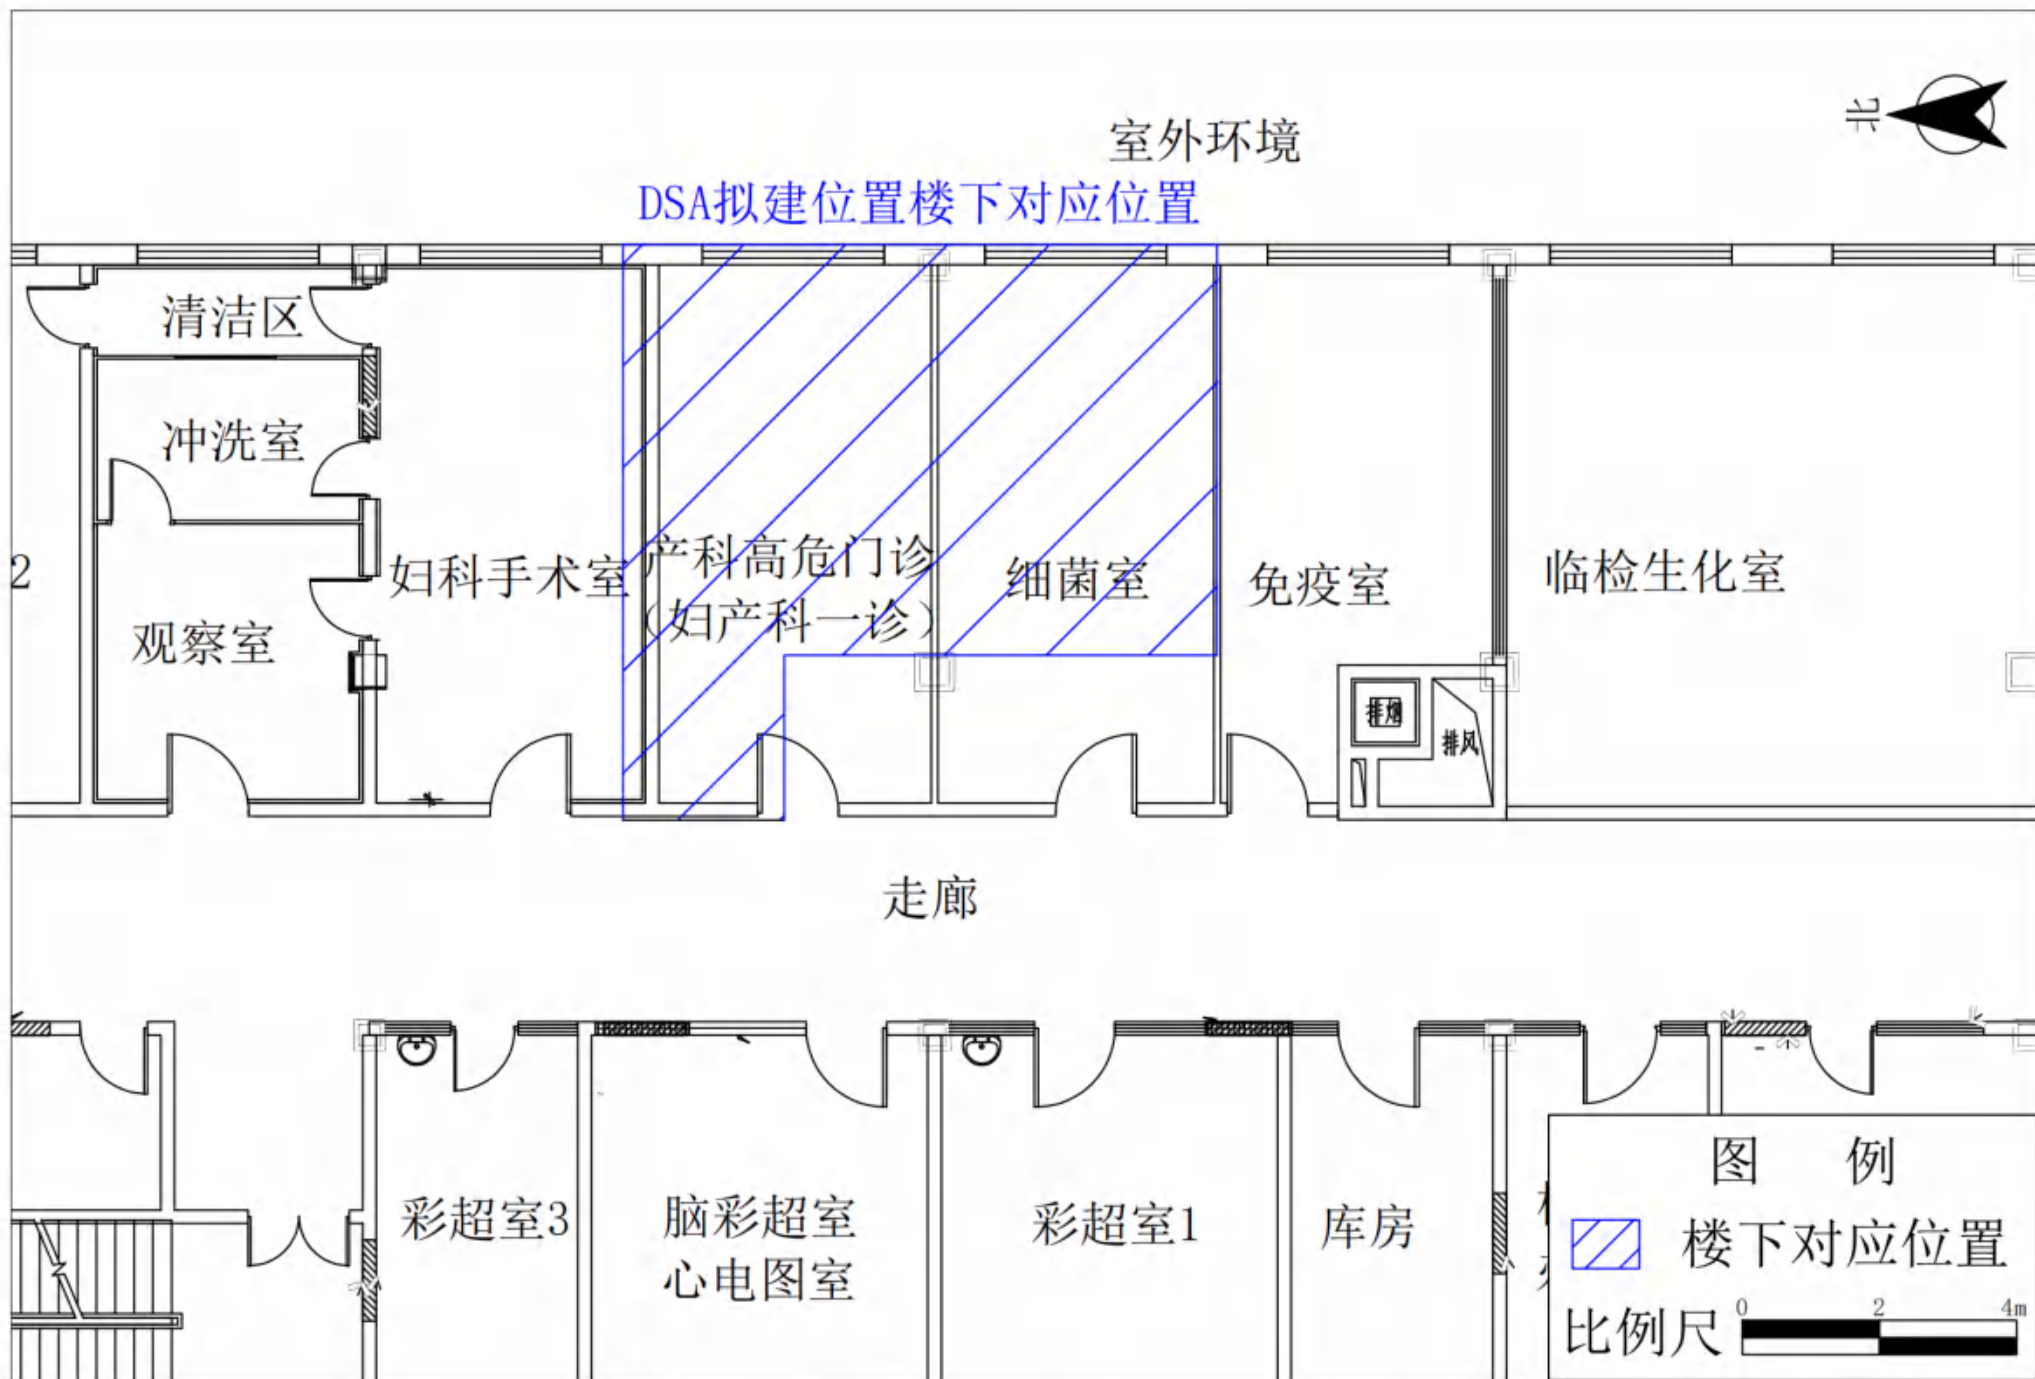 北
室外环境
DSA拟建位置楼下对应位置
清洁区
冲洗室
2
观察室
妇科手术室
产科高危门诊
（妇产科一诊）
细菌室
免疫室
临检生化室
排烟
排风
走廊
彩超室3
脑彩超室
心电图室
彩超室1
库房
图 例
楼下对应位置
比例尺
0 2 4m